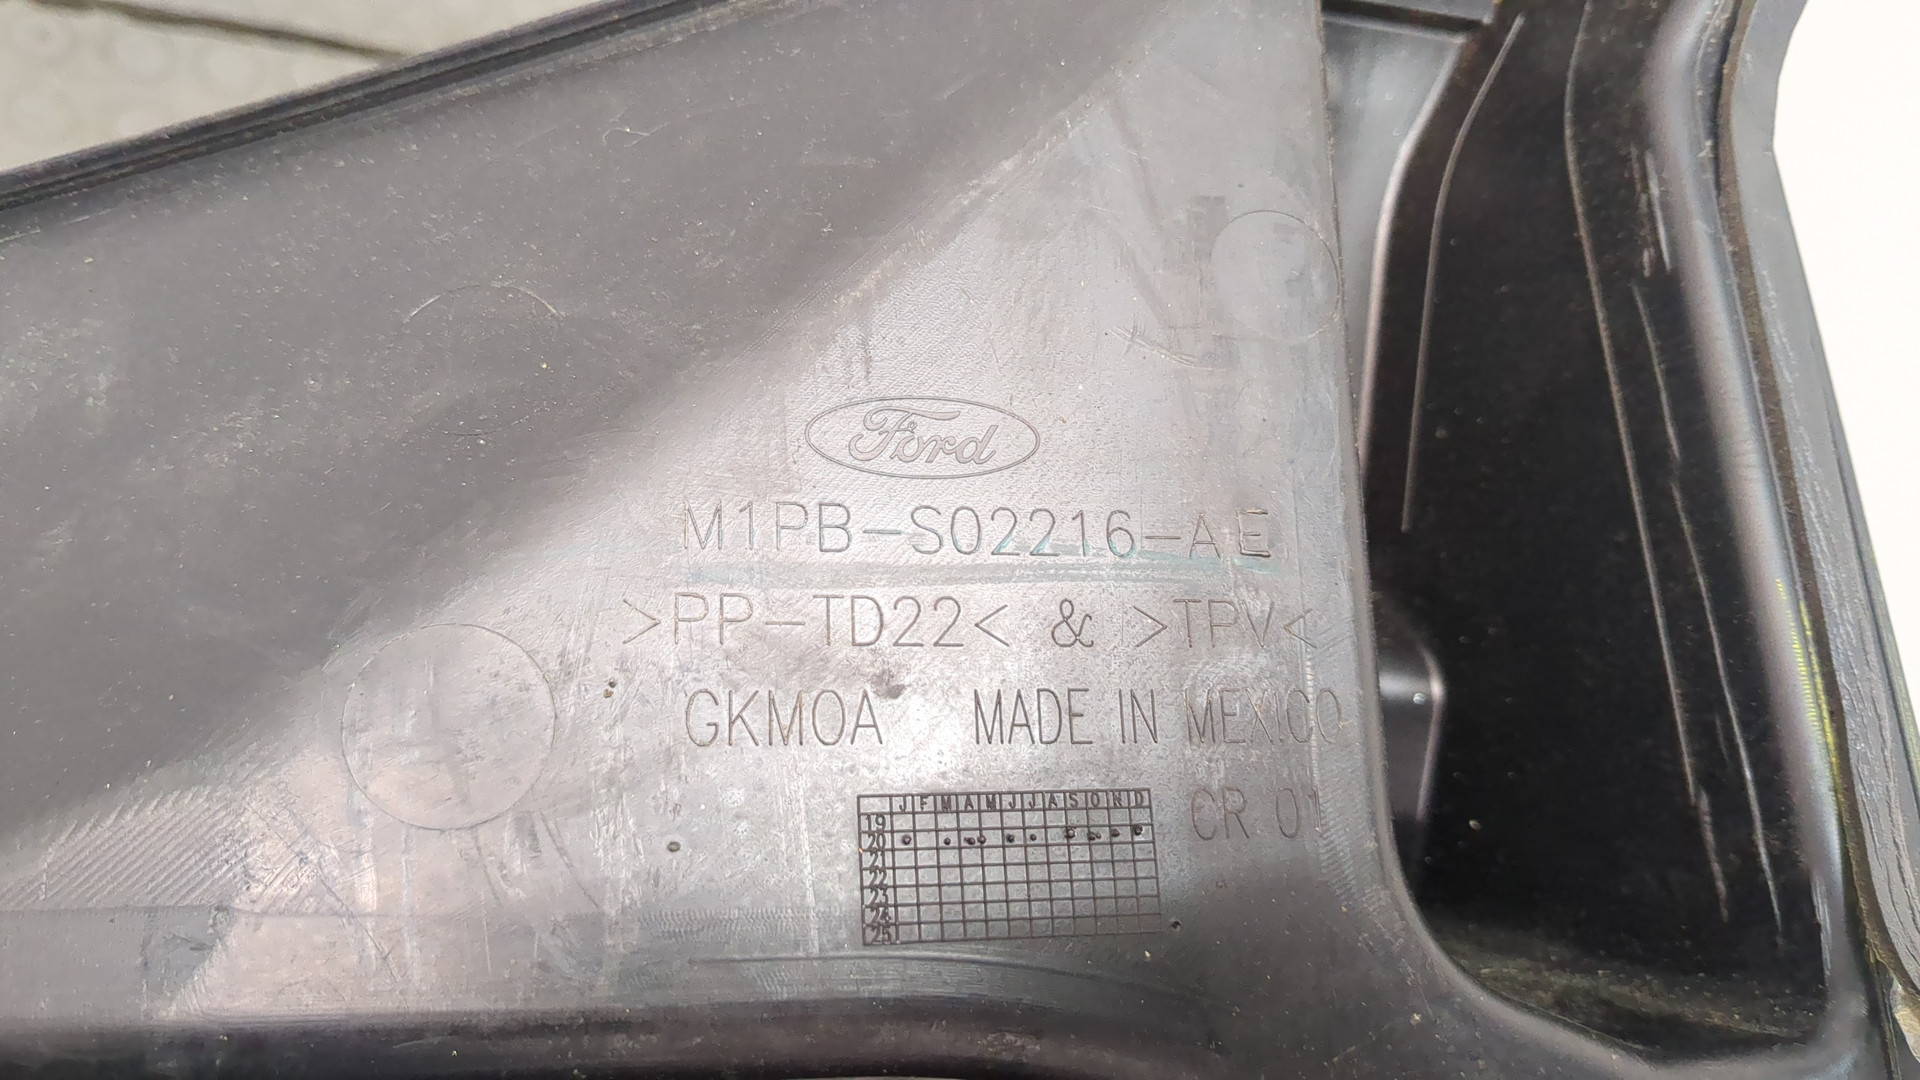 Ford
M1PB-S02216-AE
>PP-TD22< & >TPV<
GKMOA MADE IN MEXICO
CR 01
J F M A M J J A S O N D
19
20
21
22
23
24
25